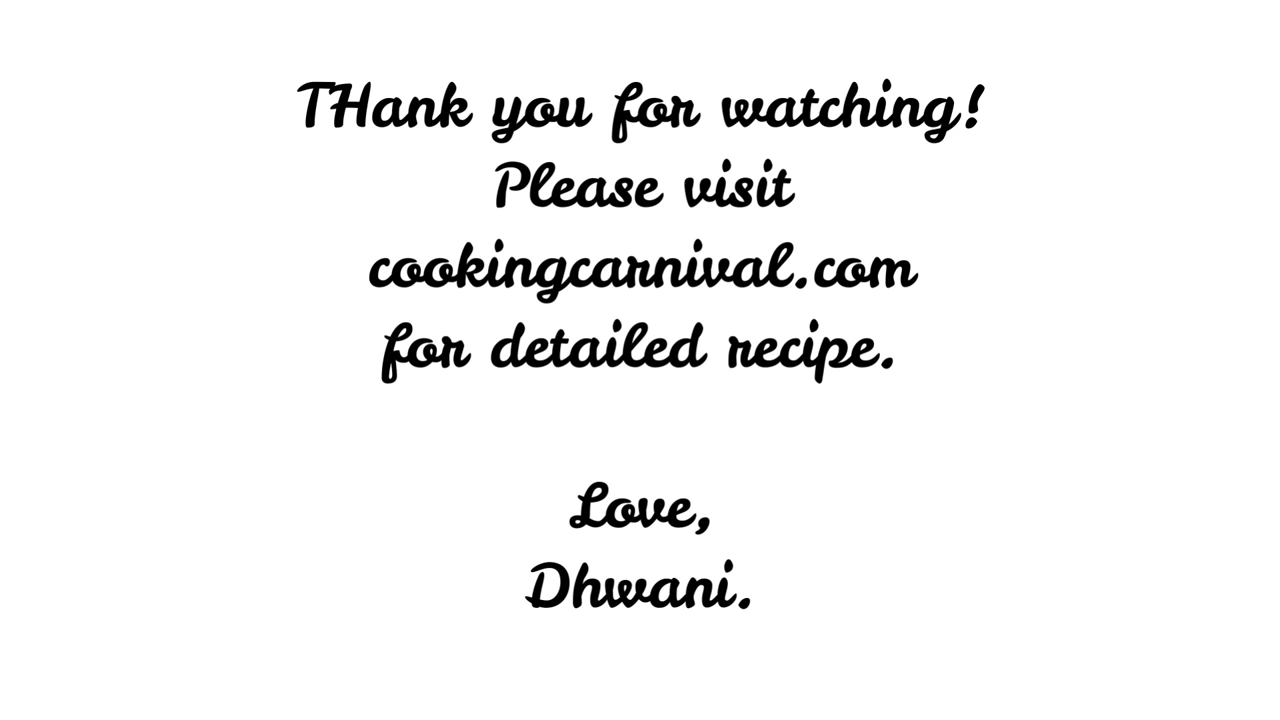 THank you for watching!
Please visit
cookingcarnival.com
for detailed recipe.
Love,
Dhwani.